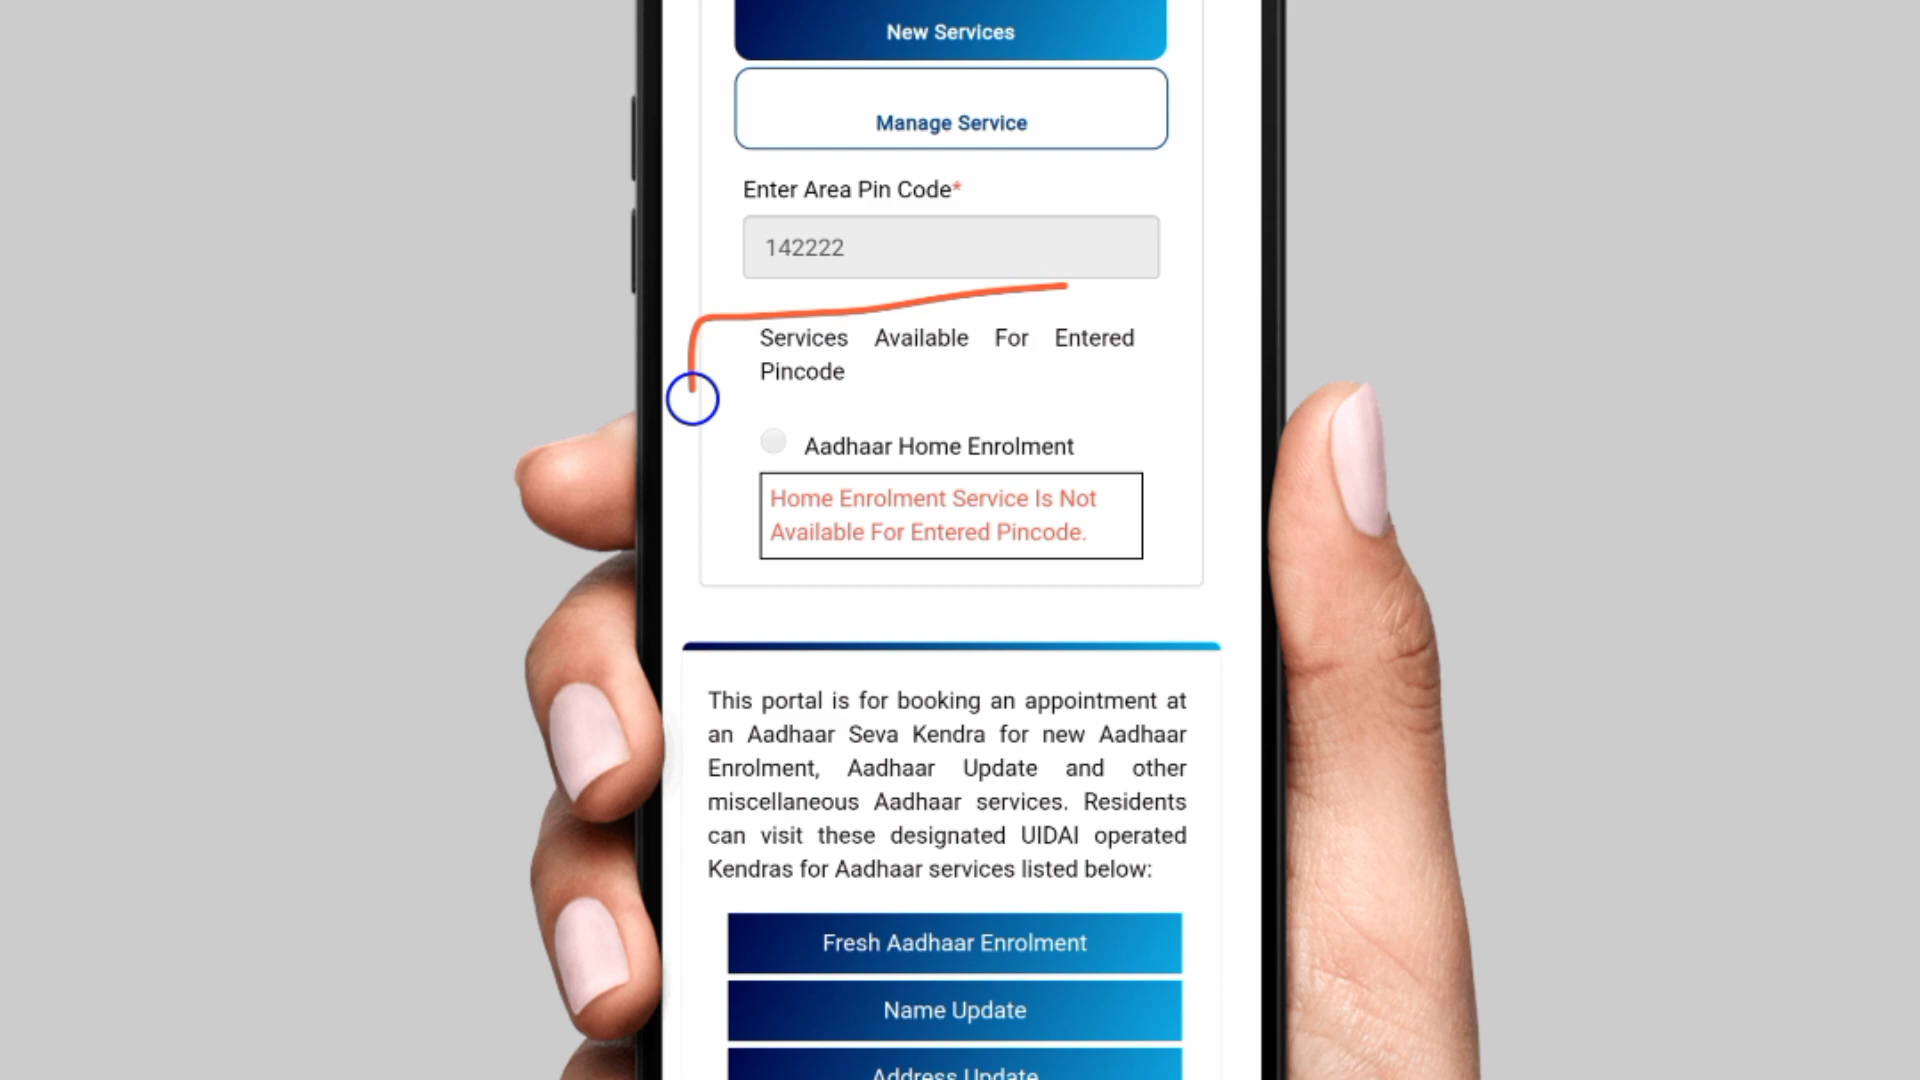 New Services
Manage Service
Enter Area Pin Code*
142222
Services Available For Entered
Pincode
Aadhaar Home Enrolment
Home Enrolment Service Is Not
Available For Entered Pincode.
This portal is for booking an appointment at
an Aadhaar Seva Kendra for new Aadhaar
Enrolment, Aadhaar Update and other
miscellaneous Aadhaar services. Residents
can visit these designated UIDAI operated
Kendras for Aadhaar services listed below:
Fresh Aadhaar Enrolment
Name Update
Address Update